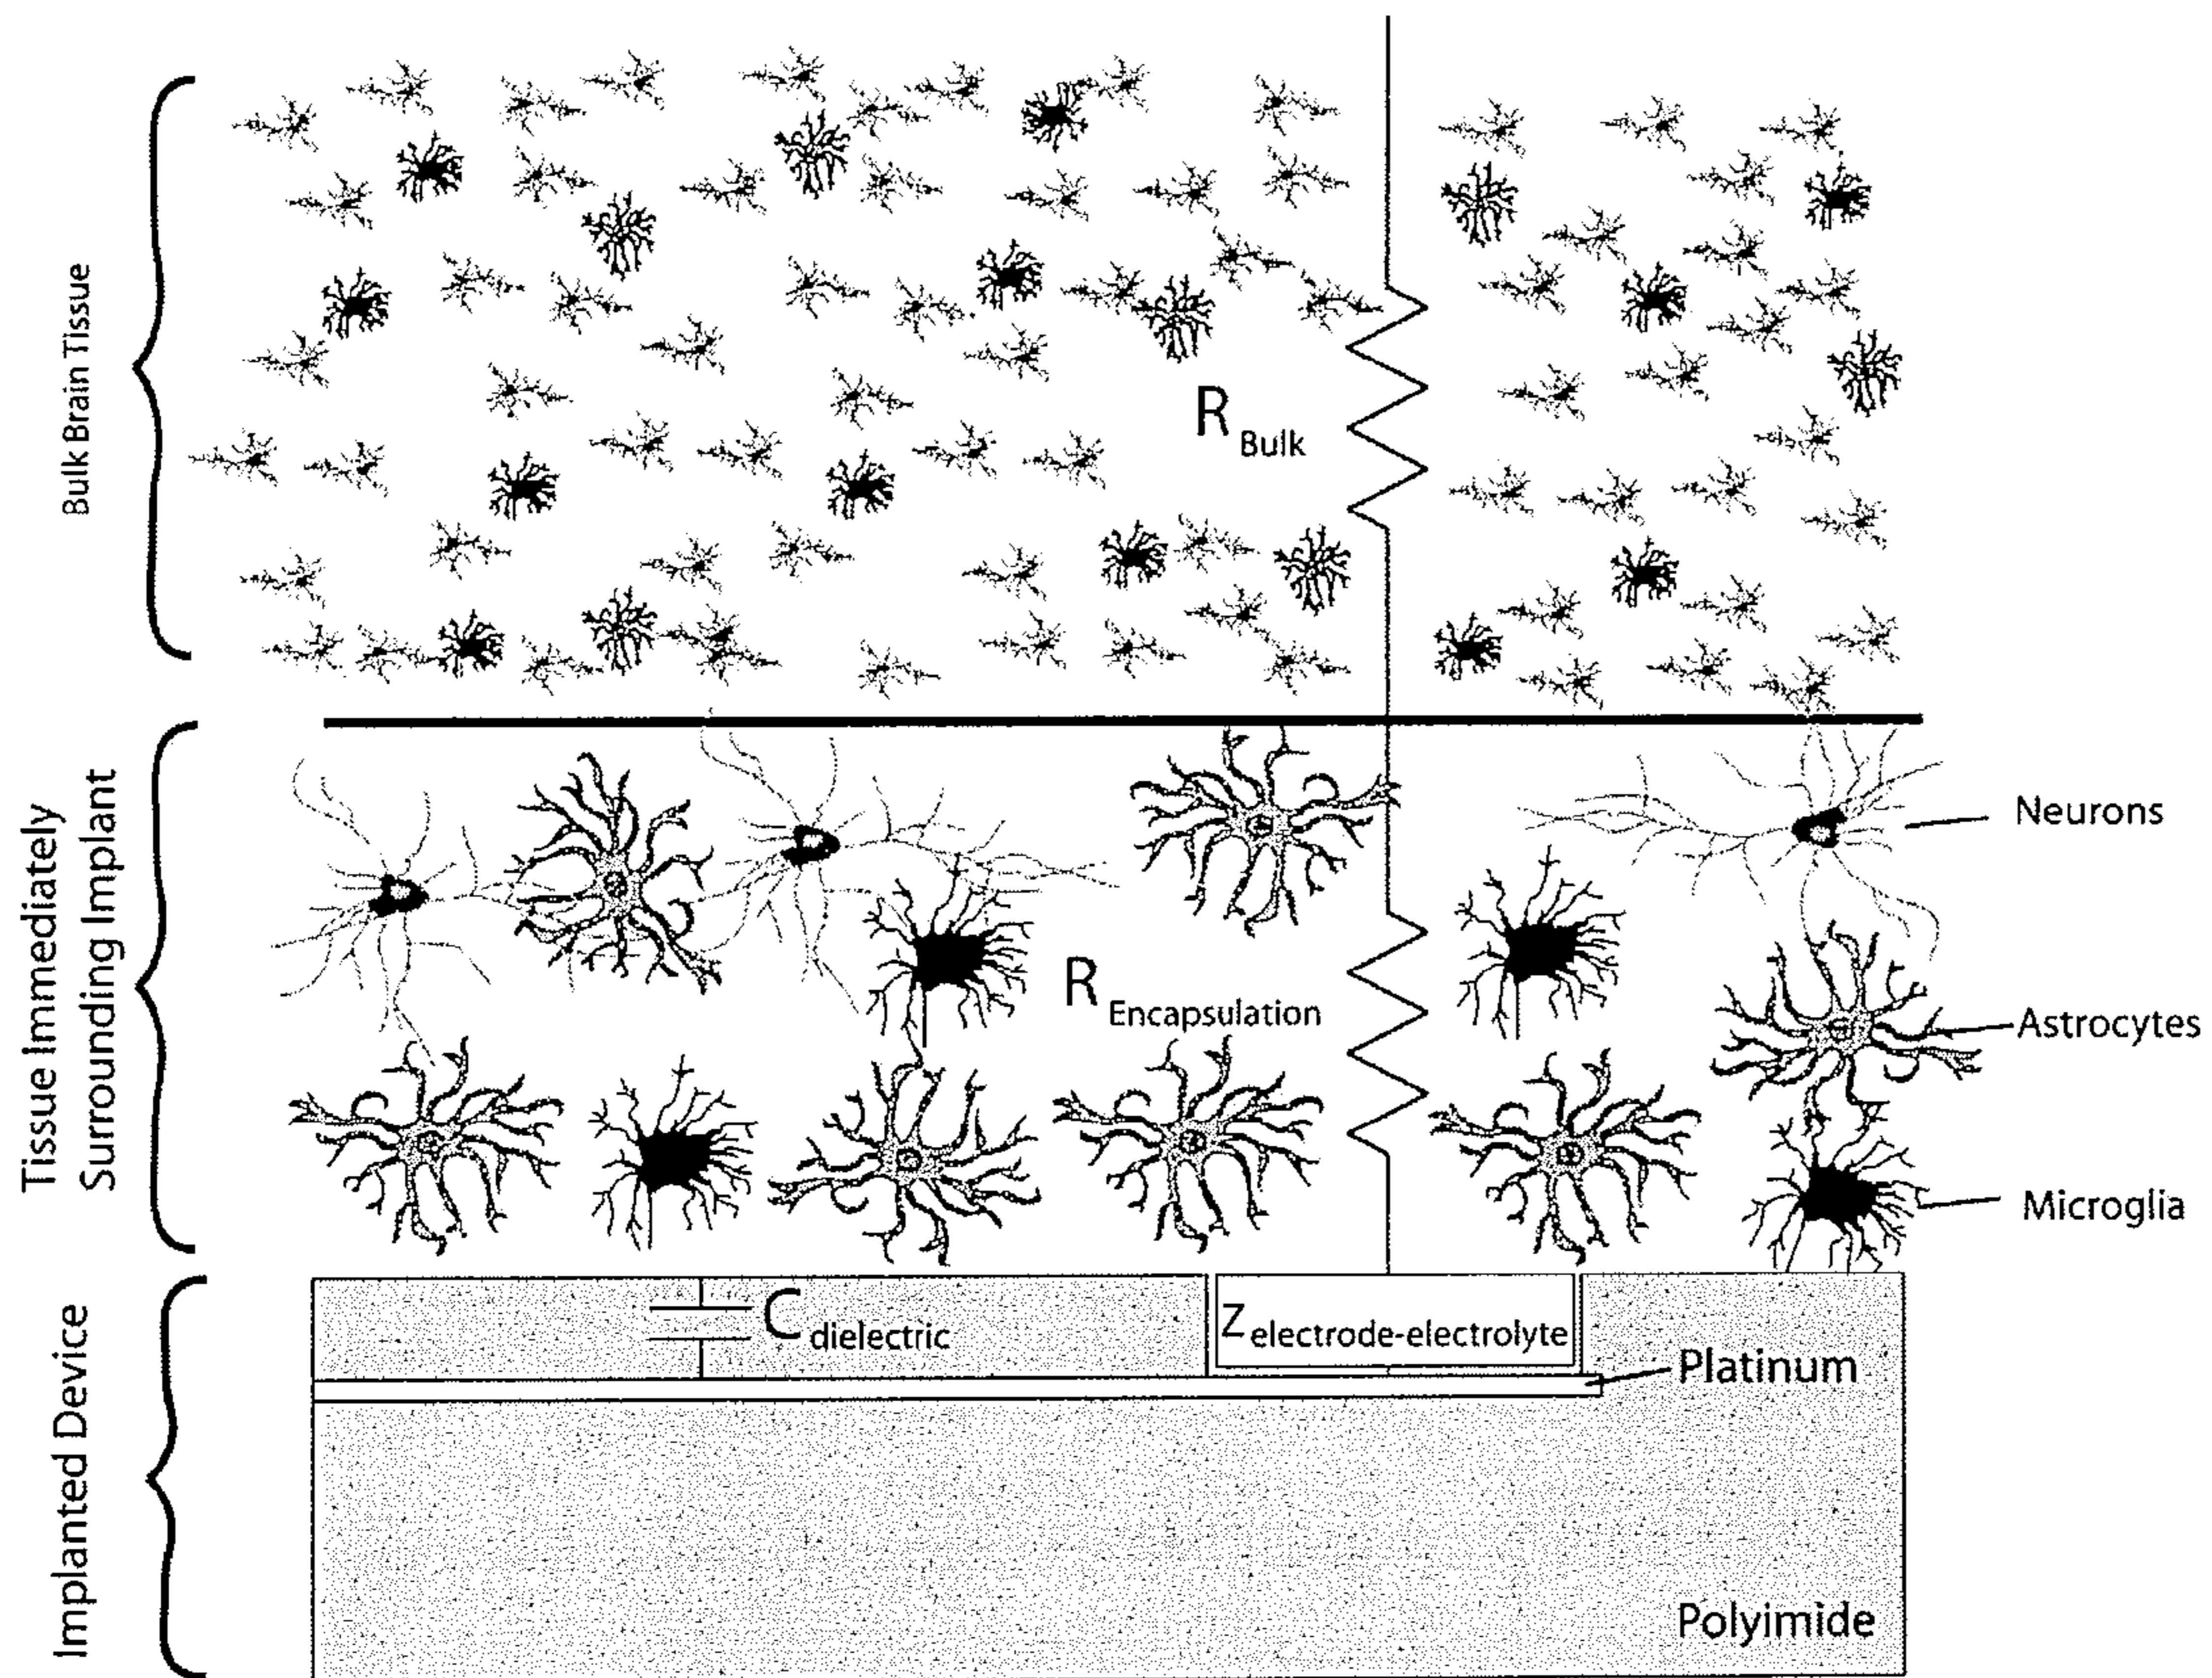 Bulk Brain Tissue
R Bulk
Tissue Immediately
Surrounding Implant
Neurons
R Encapsulation
Astrocytes
Microglia
Implanted Device
C dielectric
Z electrode-electrolyte
Platinum
Polyimide